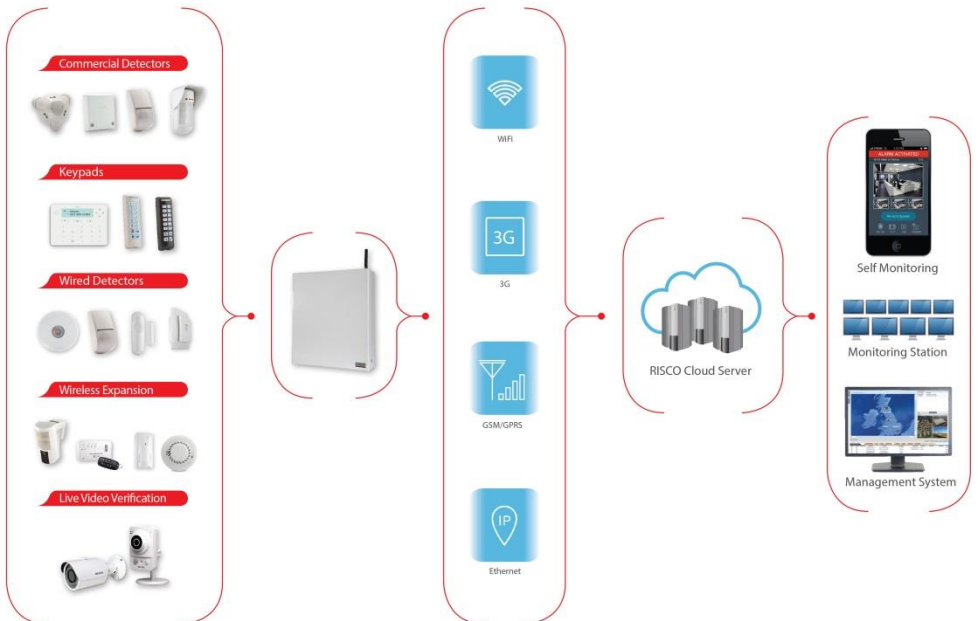 Commercial Detectors
Keypads
Wired Detectors
Wireless Expansion
Live Video Verification
WiFi
3G
3G
GSM/GPRS
IP
Ethernet
RISCO Cloud Server
ALARM ACTIVATED
Self Monitoring
Monitoring Station
Management System